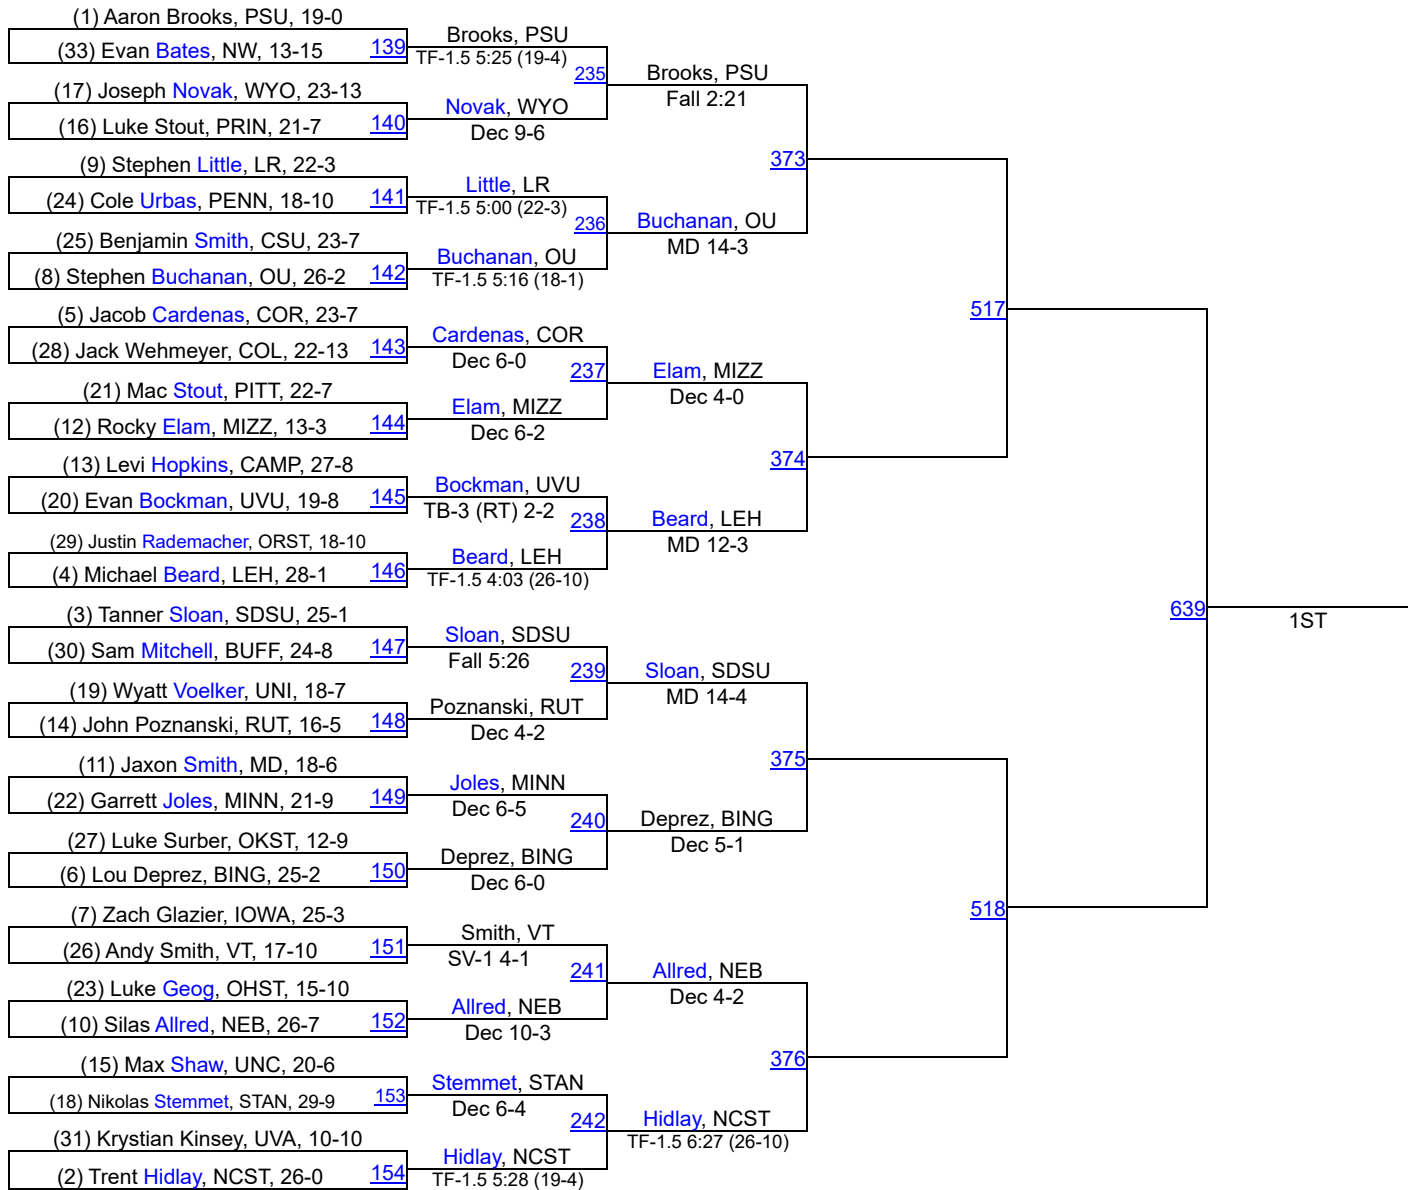 (1) Aaron Brooks, PSU, 19-0
(33) Evan Bates, NW, 13-15
139
(17) Joseph Novak, WYO, 23-13
(16) Luke Stout, PRIN, 21-7
140
(9) Stephen Little, LR, 22-3
(24) Cole Urbas, PENN, 18-10
141
(25) Benjamin Smith, CSU, 23-7
(8) Stephen Buchanan, OU, 26-2
142
(5) Jacob Cardenas, COR, 23-7
(28) Jack Wehmeyer, COL, 22-13
143
(21) Mac Stout, PITT, 22-7
(12) Rocky Elam, MIZZ, 13-3
144
(13) Levi Hopkins, CAMP, 27-8
(20) Evan Bockman, UVU, 19-8
145
(29) Justin Rademacher, ORST, 18-10
(4) Michael Beard, LEH, 28-1
146
(3) Tanner Sloan, SDSU, 25-1
(30) Sam Mitchell, BUFF, 24-8
147
(19) Wyatt Voelker, UNI, 18-7
(14) John Poznanski, RUT, 16-5
148
(11) Jaxon Smith, MD, 18-6
(22) Garrett Joles, MINN, 21-9
149
(27) Luke Surber, OKST, 12-9
(6) Lou Deprez, BING, 25-2
150
(7) Zach Glazier, IOWA, 25-3
(26) Andy Smith, VT, 17-10
151
(23) Luke Geog, OHST, 15-10
(10) Silas Allred, NEB, 26-7
152
(15) Max Shaw, UNC, 20-6
(18) Nikolas Stemmet, STAN, 29-9
153
(31) Krystian Kinsey, UVA, 10-10
(2) Trent Hidlay, NCST, 26-0
154
Brooks, PSU
TF-1.5 5:25 (19-4)
235
Novak, WYO
Dec 9-6
Little, LR
TF-1.5 5:00 (22-3)
236
Buchanan, OU
TF-1.5 5:16 (18-1)
Cardenas, COR
Dec 6-0
237
Elam, MIZZ
Dec 6-2
Bockman, UVU
TB-3 (RT) 2-2
238
Beard, LEH
TF-1.5 4:03 (26-10)
Sloan, SDSU
Fall 5:26
239
Poznanski, RUT
Dec 4-2
Joles, MINN
Dec 6-5
240
Deprez, BING
Dec 6-0
Smith, VT
SV-1 4-1
241
Allred, NEB
Dec 10-3
Stemmet, STAN
Dec 6-4
242
Hidlay, NCST
TF-1.5 5:28 (19-4)
Brooks, PSU
Fall 2:21
373
Buchanan, OU
MD 14-3
Elam, MIZZ
Dec 4-0
374
Beard, LEH
MD 12-3
Sloan, SDSU
MD 14-4
375
Deprez, BING
Dec 5-1
Allred, NEB
Dec 4-2
376
Hidlay, NCST
TF-1.5 6:27 (26-10)
517
518
639
1ST